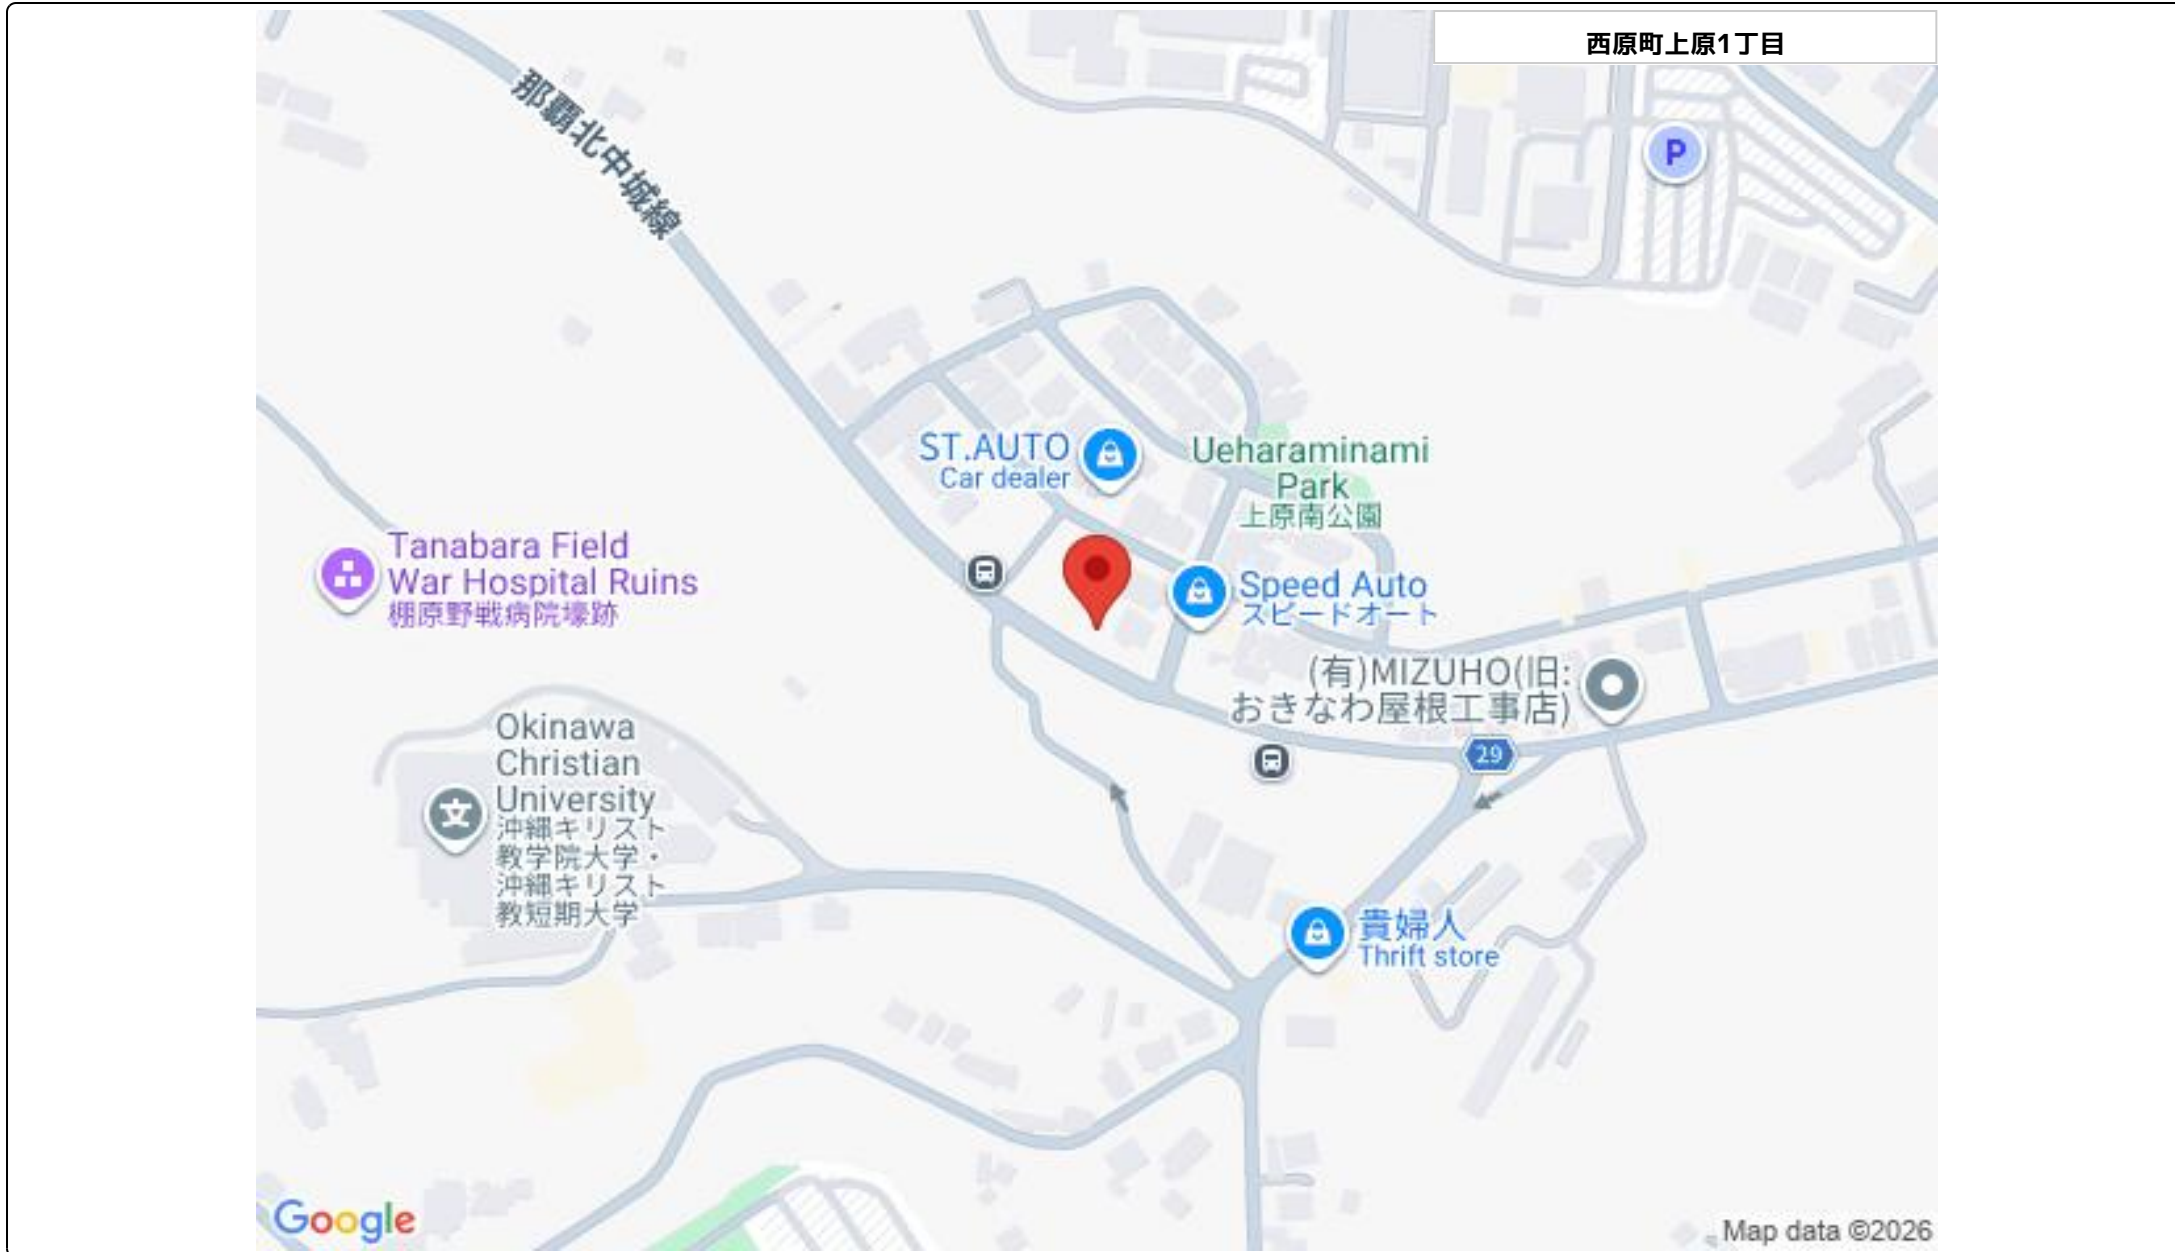 西原町上原1丁目
那覇北中城線
P
ST.AUTO
Car dealer
Ueharaminami
Park
上原南公園
Tanabara Field
War Hospital Ruins
棚原野戦病院壕跡
Speed Auto
スピードオート
(有)MIZUHO(旧:
おきなわ屋根工事店)
29
Okinawa
Christian
University
沖縄キリスト
教学院大学・
沖縄キリスト
教短期大学
文
貴婦人
Thrift store
Google
Map data ©2026